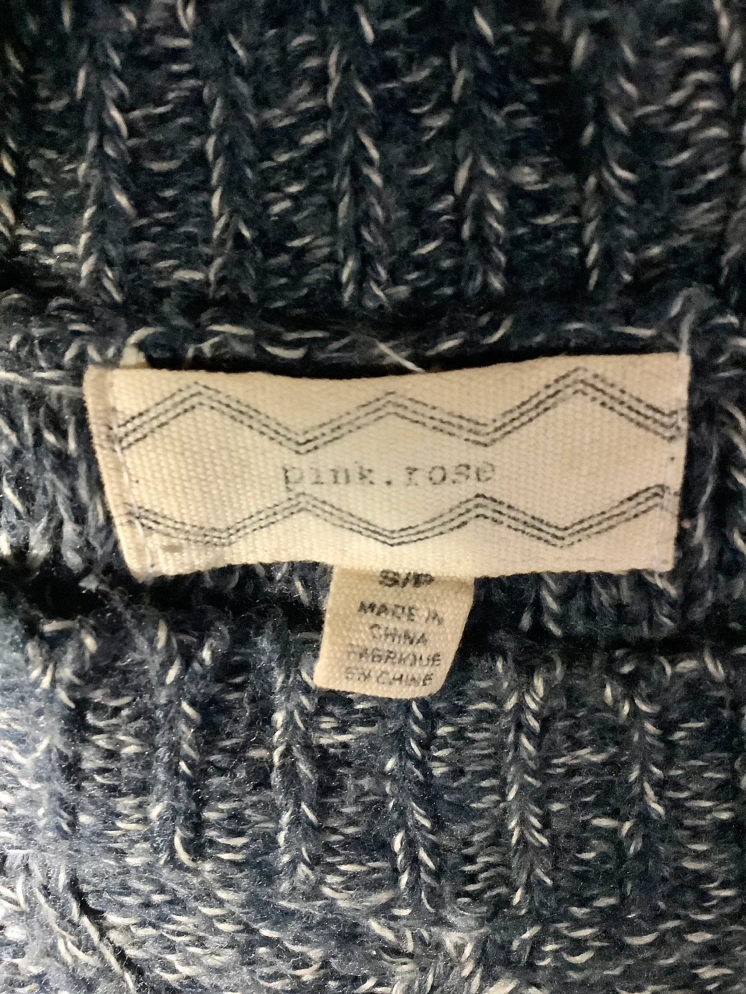 pink.rose
S/P
MADE IN
CHINA
FABRIQUE
EN CHINE